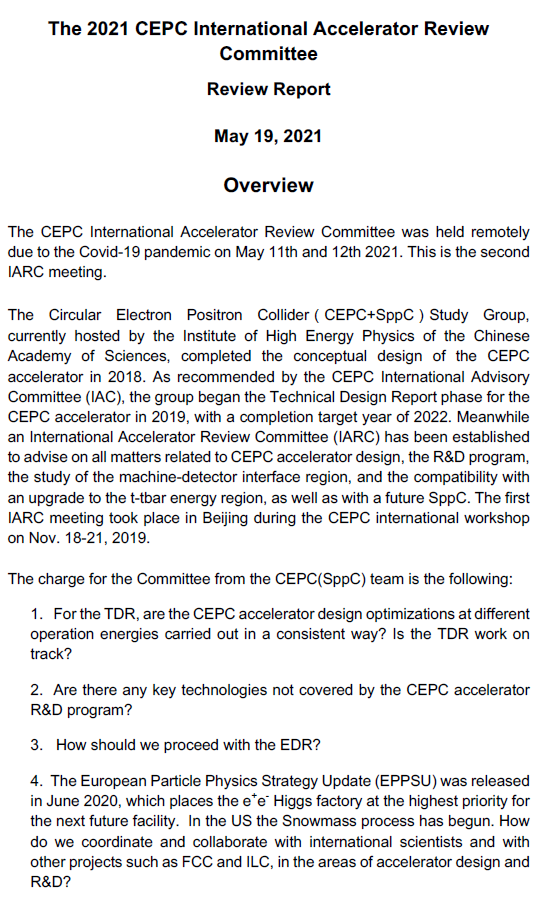 The 2021 CEPC International Accelerator Review
Committee
Review Report
May 19, 2021
Overview
The CEPC International Accelerator Review Committee was held remotely
due to the Covid-19 pandemic on May 11th and 12th 2021. This is the second
IARC meeting.
The Circular Electron Positron Collider ( CEPC+SppC ) Study Group,
currently hosted by the Institute of High Energy Physics of the Chinese
Academy of Sciences, completed the conceptual design of the CEPC
accelerator in 2018. As recommended by the CEPC International Advisory
Committee (IAC), the group began the Technical Design Report phase for the
CEPC accelerator in 2019, with a completion target year of 2022. Meanwhile
an International Accelerator Review Committee (IARC) has been established
to advise on all matters related to CEPC accelerator design, the R&D program,
the study of the machine-detector interface region, and the compatibility with
an upgrade to the t-tbar energy region, as well as with a future SppC. The first
IARC meeting took place in Beijing during the CEPC international workshop
on Nov. 18-21, 2019.
The charge for the Committee from the CEPC(SppC) team is the following:
1. For the TDR, are the CEPC accelerator design optimizations at different
operation energies carried out in a consistent way? Is the TDR work on
track?
2. Are there any key technologies not covered by the CEPC accelerator
R&D program?
3. How should we proceed with the EDR?
4. The European Particle Physics Strategy Update (EPPSU) was released
in June 2020, which places the e⁺e⁻ Higgs factory at the highest priority for
the next future facility. In the US the Snowmass process has begun. How
do we coordinate and collaborate with international scientists and with
other projects such as FCC and ILC, in the areas of accelerator design and
R&D?